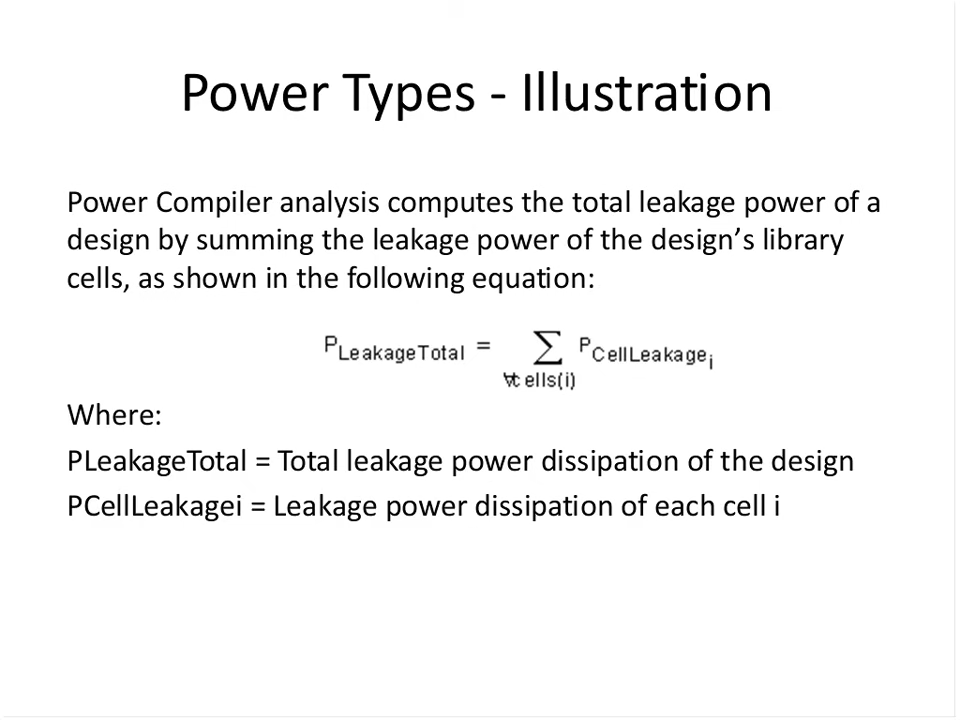 Power Types - Illustration
Power Compiler analysis computes the total leakage power of a
design by summing the leakage power of the design’s library
cells, as shown in the following equation:
P LeakageTotal = ∑ P CellLeakage i
∀cells(i)
Where:
PLeakageTotal = Total leakage power dissipation of the design
PCellLeakagei = Leakage power dissipation of each cell i